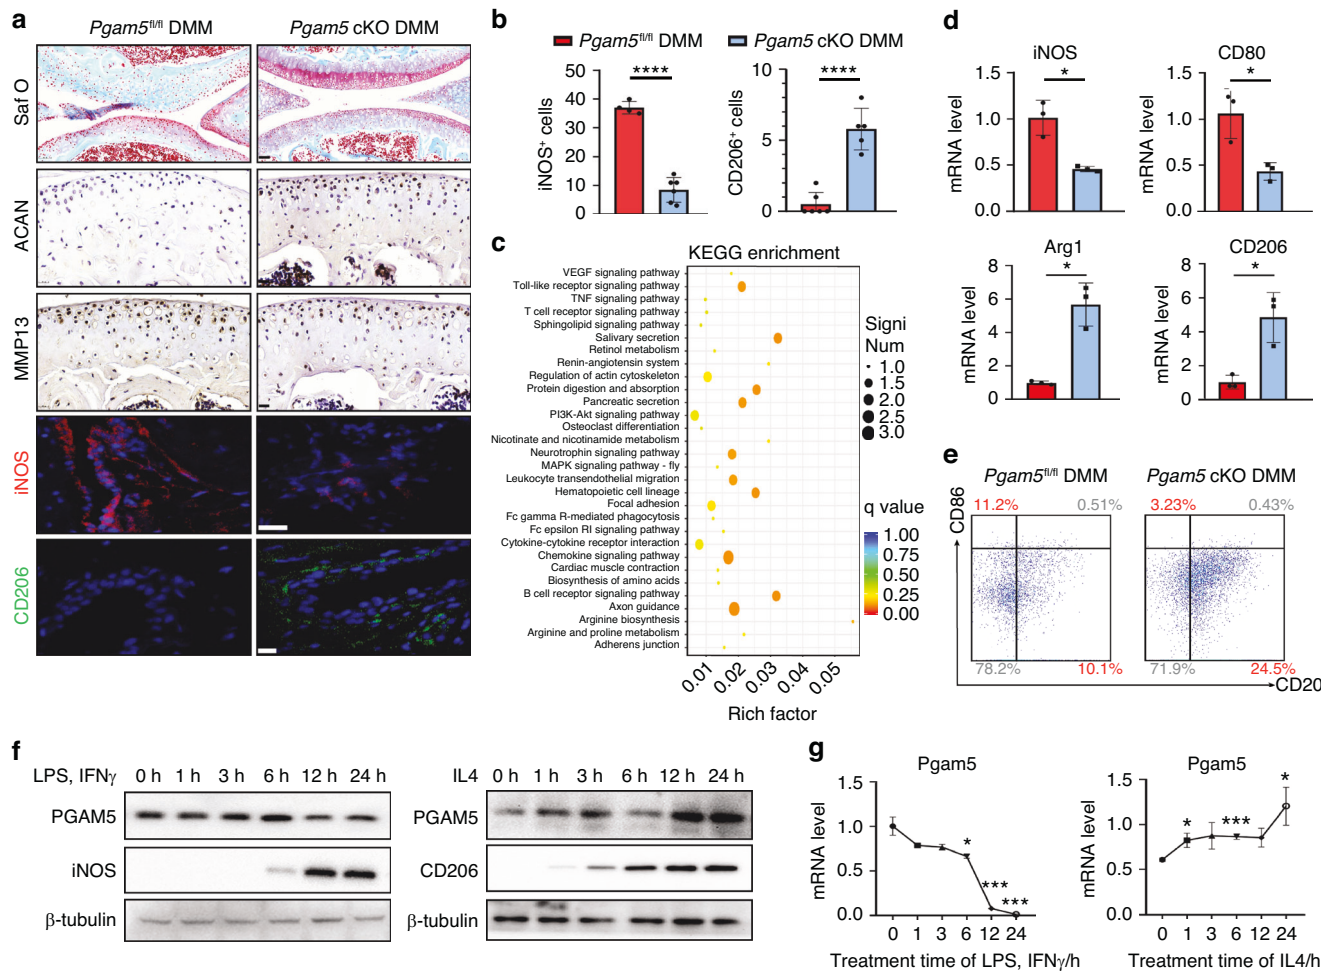 a
Pgam5fl/fl DMM
Pgam5 cKO DMM
Saf O
ACAN
MMP13
iNOS
CD206
b
Pgam5fl/fl DMM
Pgam5 cKO DMM
iNOS+ cells
50
40
30
20
10
0
****
CD206+ cells
10
5
0
****
c
KEGG enrichment
VEGF signaling pathway
Toll-like receptor signaling pathway
TNF signaling pathway
T cell receptor signaling pathway
Sphingolipid signaling pathway
Salivary secretion
Retinol metabolism
Renin-angiotensin system
Regulation of actin cytoskeleton
Protein digestion and absorption
Pancreatic secretion
PI3K-Akt signaling pathway
Osteoclast differentiation
Nicotinate and nicotinamide metabolism
Neurotrophin signaling pathway
MAPK signaling pathway - fly
Leukocyte transendothelial migration
Hematopoietic cell lineage
Focal adhesion
Fc gamma R-mediated phagocytosis
Fc epsilon RI signaling pathway
Cytokine-cytokine receptor interaction
Chemokine signaling pathway
Cardiac muscle contraction
Biosynthesis of amino acids
B cell receptor signaling pathway
Axon guidance
Arginine biosynthesis
Arginine and proline metabolism
Adherens junction
0.01
0.02
0.03
0.04
0.05
Rich factor
Signi
Num
1.0
1.5
2.0
2.5
3.0
q value
1.00
0.75
0.50
0.25
0.00
d
iNOS
mRNA level
1.5
1.0
0.5
0.0
*
CD80
mRNA level
1.5
1.0
0.5
0.0
*
Arg1
mRNA level
8
6
4
2
0
*
CD206
mRNA level
8
6
4
2
0
*
e
Pgam5fl/fl DMM
Pgam5 cKO DMM
CD86
11.2%
0.51%
78.2%
10.1%
3.23%
0.43%
71.9%
24.5%
CD20
f
LPS, IFNγ
0 h 1 h 3 h 6 h 12 h 24 h
PGAM5
iNOS
β-tubulin
IL4
0 h 1 h 3 h 6 h 12 h 24 h
PGAM5
CD206
β-tubulin
g
Pgam5
mRNA level
1.5
1.0
0.5
0.0
*
***
***
0 1 3 6 12 24
Treatment time of LPS, IFNγ/h
Pgam5
mRNA level
1.5
1.0
0.5
0.0
*
***
*
0 1 3 6 12 24
Treatment time of IL4/h